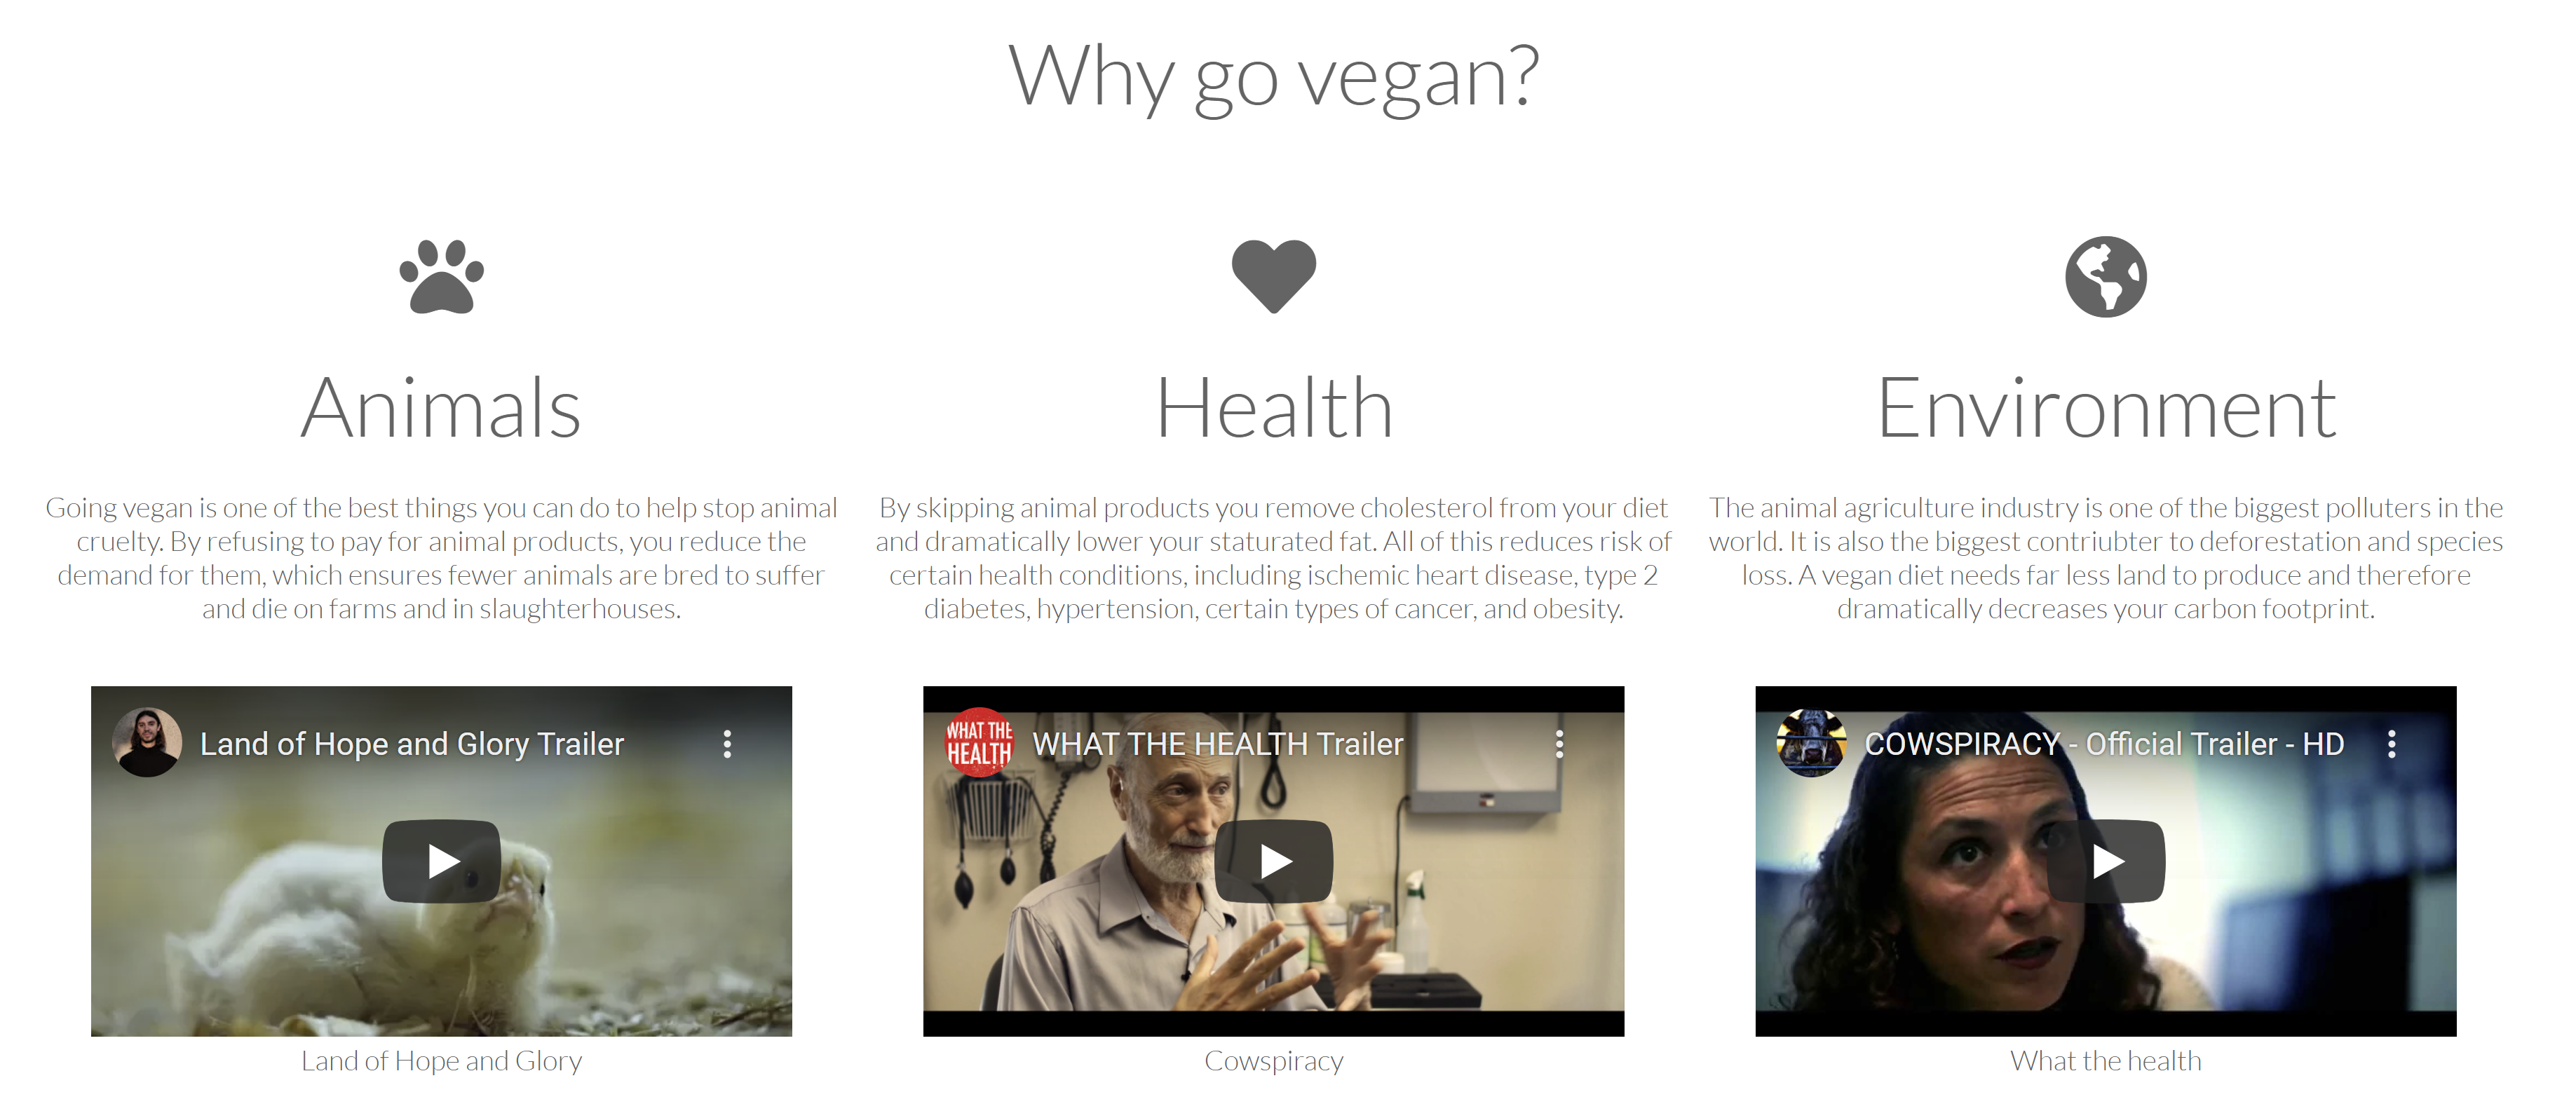 Why go vegan?
Animals
Going vegan is one of the best things you can do to help stop animal
cruelty. By refusing to pay for animal products, you reduce the
demand for them, which ensures fewer animals are bred to suffer
and die on farms and in slaughterhouses.
Land of Hope and Glory Trailer
Land of Hope and Glory
Health
By skipping animal products you remove cholesterol from your diet
and dramatically lower your staturated fat. All of this reduces risk of
certain health conditions, including ischemic heart disease, type 2
diabetes, hypertension, certain types of cancer, and obesity.
WHAT THE
HEALTH
WHAT THE HEALTH Trailer
Cowspiracy
Environment
The animal agriculture industry is one of the biggest polluters in the
world. It is also the biggest contriubter to deforestation and species
loss. A vegan diet needs far less land to produce and therefore
dramatically decreases your carbon footprint.
COWSPIRACY - Official Trailer - HD
What the health